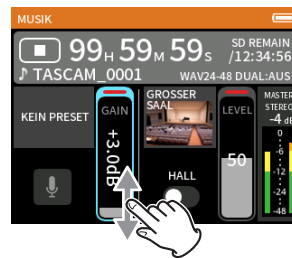 MUSIK
99H 59M 59S
SD REMAIN
/12:34:56
TASCAM_0001
WAV24-48 DUAL:AUS
KEIN PRESET
GAIN
+3.0dB
GROSSER
SAAL
HALL
LEVEL
50
MASTER
STEREO
-4 dB
0
-6
-12
-24
-48